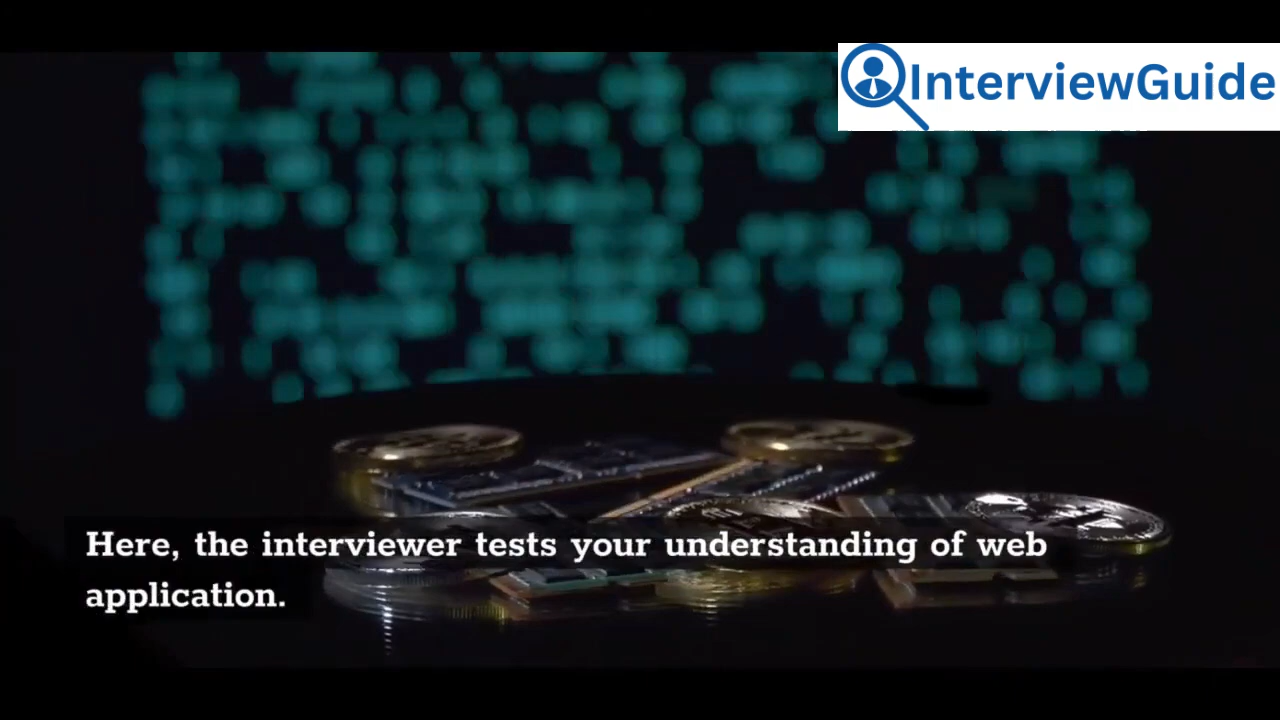 InterviewGuide
Here, the interviewer tests your understanding of web
application.